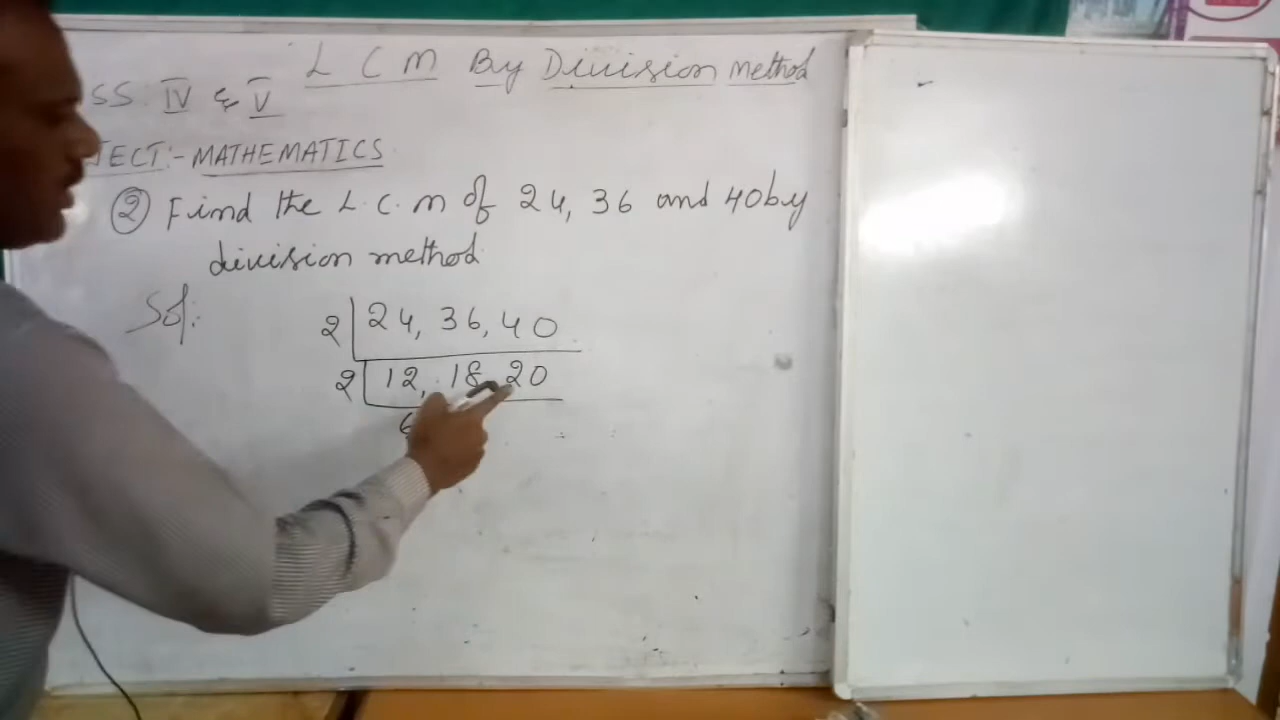 L C M By Division Method
SS: IV & V
JECT:- MATHEMATICS
② Find the L.C.M of 24, 36 and 40 by
division method
Sol:
2 | 24, 36, 40
2 | 12, 18, 20
6